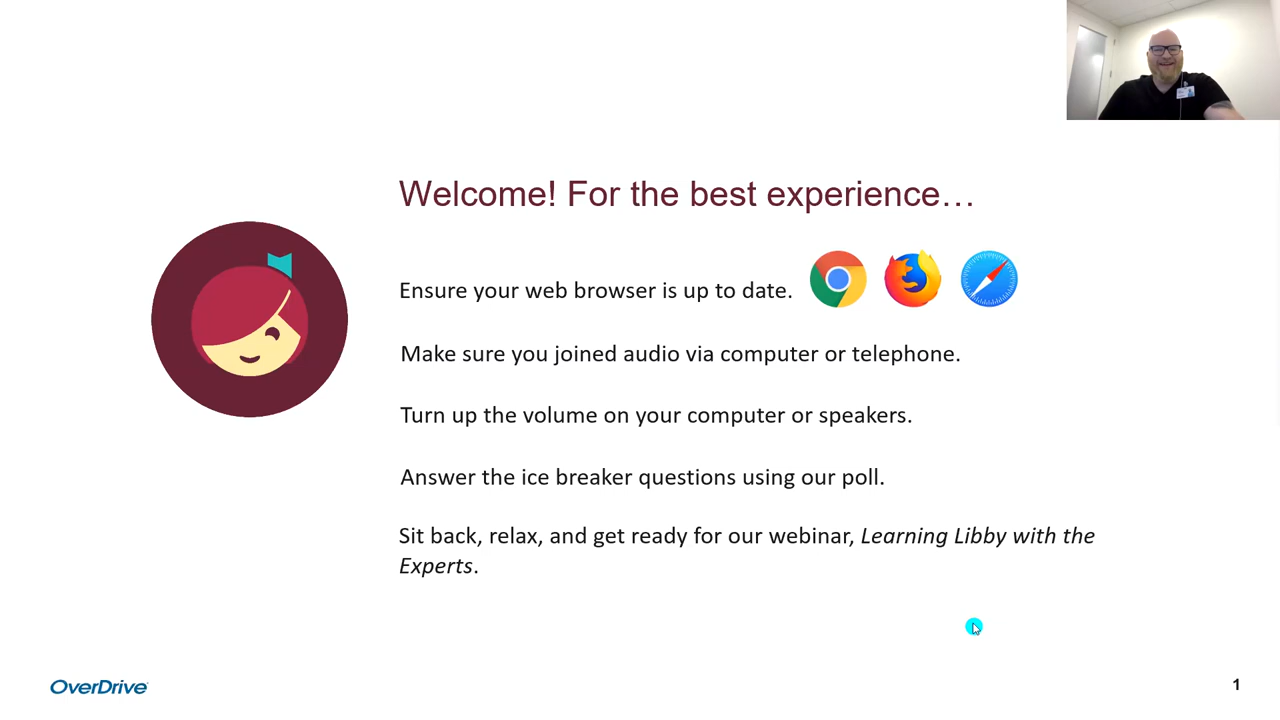 Welcome! For the best experience…
Ensure your web browser is up to date.
Make sure you joined audio via computer or telephone.
Turn up the volume on your computer or speakers.
Answer the ice breaker questions using our poll.
Sit back, relax, and get ready for our webinar, Learning Libby with the
Experts.
OverDrive
1